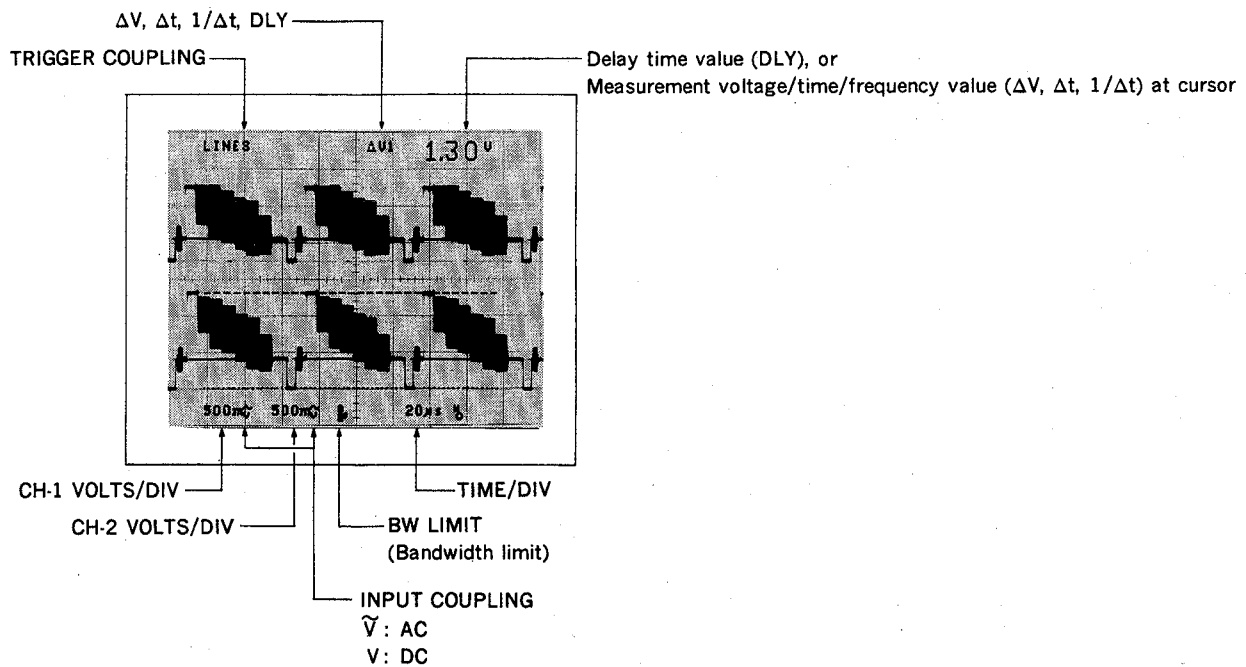 ΔV, Δt, 1/Δt, DLY
TRIGGER COUPLING
Delay time value (DLY), or
Measurement voltage/time/frequency value (ΔV, Δt, 1/Δt) at cursor
LINES ΔV1 1.30V
500mṼ 500mṼ 20μs
CH-1 VOLTS/DIV
TIME/DIV
CH-2 VOLTS/DIV
BW LIMIT
(Bandwidth limit)
INPUT COUPLING
Ṽ : AC
V : DC